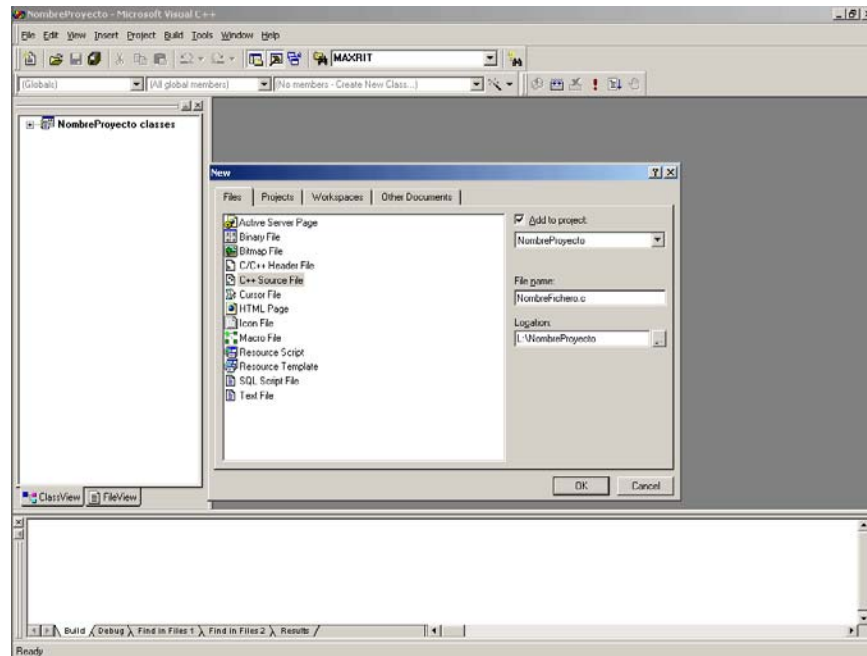 NombreProyecto - Microsoft Visual C++
File Edit View Insert Project Build Tools Window Help
MAXRIT
(Globals) (All global members) (No members - Create New Class...)
NombreProyecto classes
New
Files Projects Workspaces Other Documents
Active Server Page
Binary File
Bitmap File
C/C++ Header File
C++ Source File
Cursor File
HTML Page
Icon File
Macro File
Resource Script
Resource Template
SQL Script File
Text File
Add to project:
NombreProyecto
File name:
NombreFichero.c
Location:
L:\NombreProyecto
...
OK Cancel
ClassView FileView
Build Debug Find in Files 1 Find in Files 2 Results
Ready